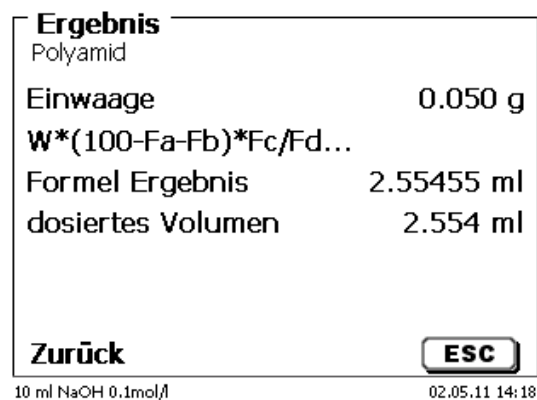 Ergebnis
Polyamid
Einwaage 0.050 g
W*(100-Fa-Fb)*Fc/Fd...
Formel Ergebnis 2.55455 ml
dosiertes Volumen 2.554 ml
Zurück ESC
10 ml NaOH 0.1mol/l 02.05.11 14:18